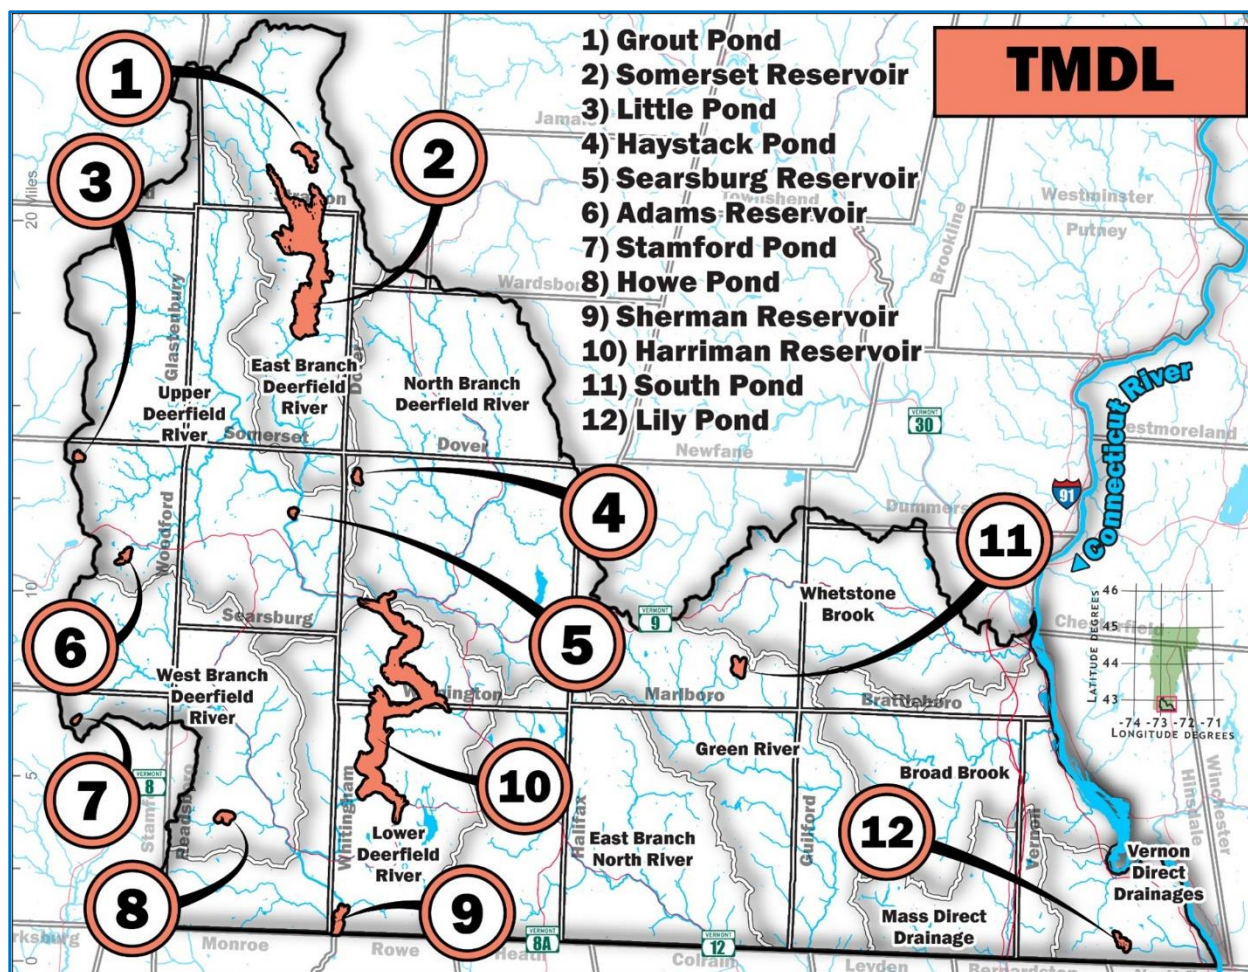 TMDL
1) Grout Pond
2) Somerset Reservoir
3) Little Pond
4) Haystack Pond
5) Searsburg Reservoir
6) Adams Reservoir
7) Stamford Pond
8) Howe Pond
9) Sherman Reservoir
10) Harriman Reservoir
11) South Pond
12) Lily Pond
1
2
3
20 Miles
Townshend
Westminster
Putney
Brookline
Glastenbury
East Branch
Deerfield
River
North Branch
Deerfield River
Upper
Deerfield
River
Somerset
Dover
Newfane
VERMONT
30
Connecticut River
91
4
11
Woodford
10
Searsburg
5
6
VERMONT
9
Whetstone
Brook
LATITUDE DEGREES
46
45
44
43
-74 -73 -72 -71
LONGITUDE DEGREES
West Branch
Deerfield
River
Marlboro
Brattleboro
Green River
Broad Brook
7
VERMONT
8
5
Readsboro
Whitingham
10
Halifax
Guilford
12
Vernon
Hinsdale
Winchester
Lower
Deerfield
River
East Branch
North River
Vernon
Direct
Drainages
8
9
Mass Direct
Drainage
0
Monroe
Rowe
Heath
VERMONT
8A
Colrain
VERMONT
12
Leyden